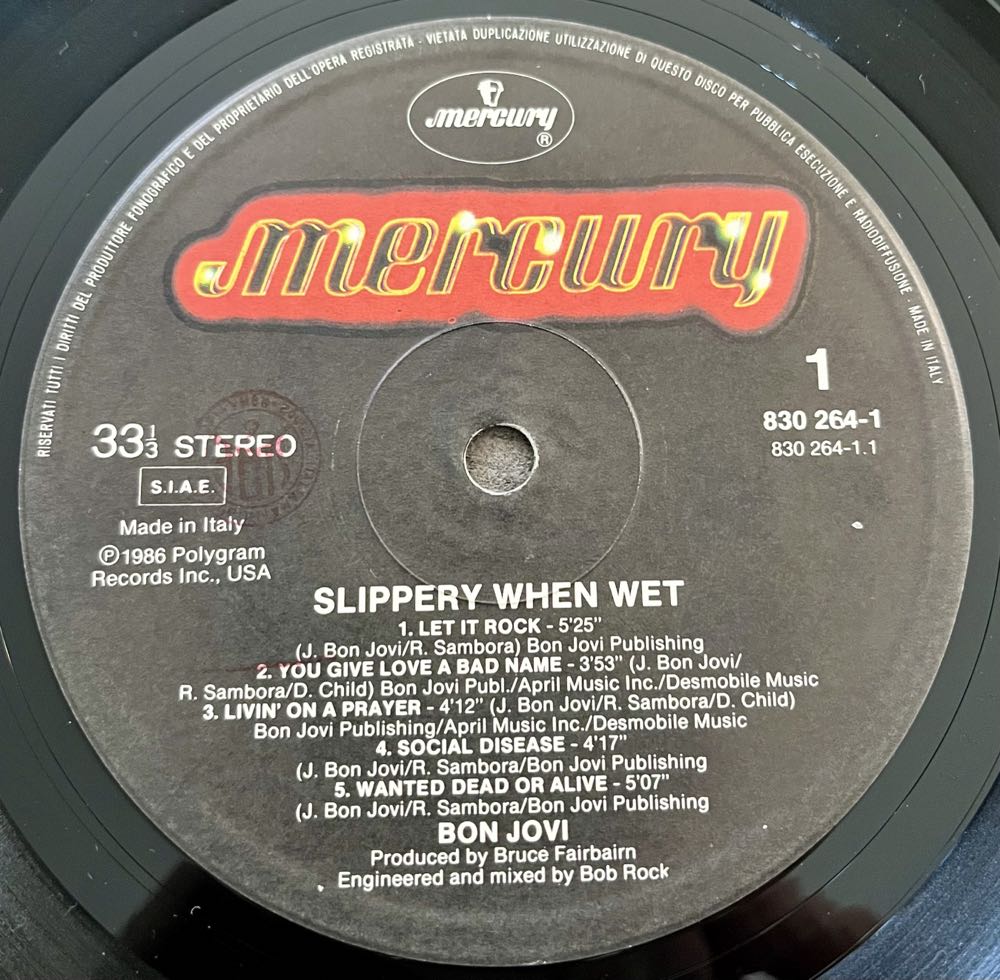 RISERVATI TUTTI I DIRITTI DEL PRODUTTORE FONOGRAFICO E DEL PROPRIETARIO DELL'OPERA REGISTRATA - VIETATA DUPLICAZIONE UTILIZZAZIONE DI QUESTO DISCO PER PUBBLICA ESECUZIONE E RADIODIFFUSIONE - MADE IN ITALY
mercury ®
mercury
1
830 264-1
830 264-1.1
33⅓ STEREO
S.I.A.E.
Made in Italy
℗1986 Polygram
Records Inc., USA
SLIPPERY WHEN WET
1. LET IT ROCK - 5'25"
(J. Bon Jovi/R. Sambora) Bon Jovi Publishing
2. YOU GIVE LOVE A BAD NAME - 3'53" (J. Bon Jovi/
R. Sambora/D. Child) Bon Jovi Publ./April Music Inc./Desmobile Music
3. LIVIN' ON A PRAYER - 4'12" (J. Bon Jovi/R. Sambora/D. Child)
Bon Jovi Publishing/April Music Inc./Desmobile Music
4. SOCIAL DISEASE - 4'17"
(J. Bon Jovi/R. Sambora/Bon Jovi Publishing
5. WANTED DEAD OR ALIVE - 5'07"
(J. Bon Jovi/R. Sambora/Bon Jovi Publishing
BON JOVI
Produced by Bruce Fairbairn
Engineered and mixed by Bob Rock